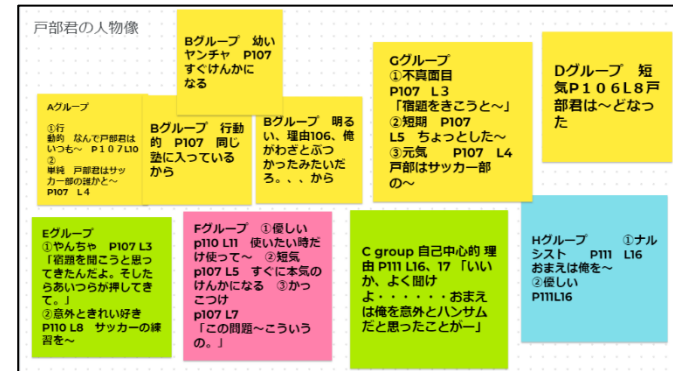 戸部君の人物像
Bグループ　幼い
ヤンチャ　P107
すぐけんかに
なる
Aグループ
①行
動的　なんで戸部君は
いつも～　P１０７L10
②
単純　戸部君はサッ
カー部の誰かと～
P107　L４
Bグループ　行動
的　P107　同じ
塾に入っている
から
Bグループ　明る
い、理由106、俺
がわざとぶつ
かったみたいだ
ろ。、、から
Gグループ
①不真面目
P107　L３
「宿題をきこうと～」
②短期　P107
L５　ちょっとした～
③元気　P107　L４
戸部はサッカー部
の～
Dグループ　短
気P１０６L８戸
部君は～どなっ
た
Eグループ
①やんちゃ　P107 L3
「宿題を聞こうと思っ
てきたんだよ。そした
らあいつらが押してき
て。」
②意外ときれい好き
P110 L8　サッカーの練
習を～
Fグループ　①優しい
p110 L11　使いたい時だ
け使って～　②短気
p107 L5　すぐに本気の
けんかになる　③かっ
こつけ
p107 L7
「この問題～こういう
の。」
C group 自己中心的 理
由 P111 L16、17 「いい
か、よく聞け
よ・・・・・・おまえ
は俺を意外とハンサム
だと思ったことがー」
Hグループ　①ナル
シスト　P111　L16
おまえは俺を～
②優しい
P111L16